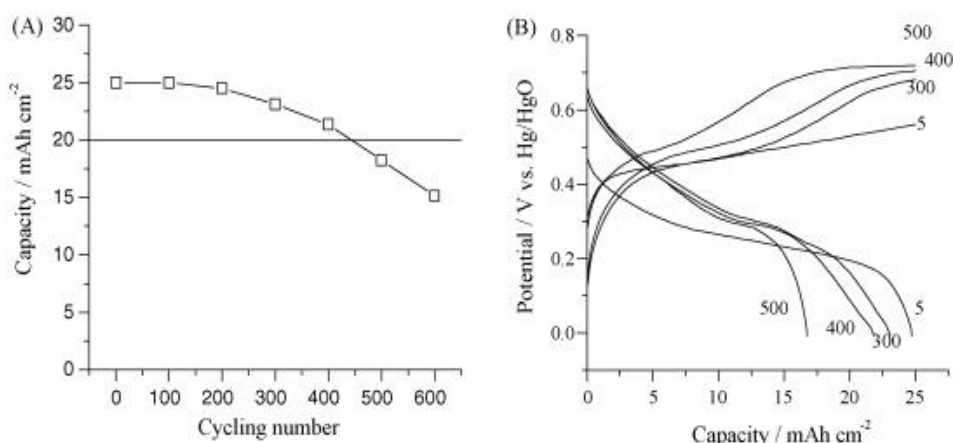 (A)
30
25
20
15
10
5
0
Capacity / mAh cm-2
0 100 200 300 400 500 600
Cycling number
(B)
0.8
0.6
0.4
0.2
0.0
Potential / V vs. Hg/HgO
500
400
300
5
500
400
300
5
0 5 10 15 20 25
Capacity / mAh cm-2